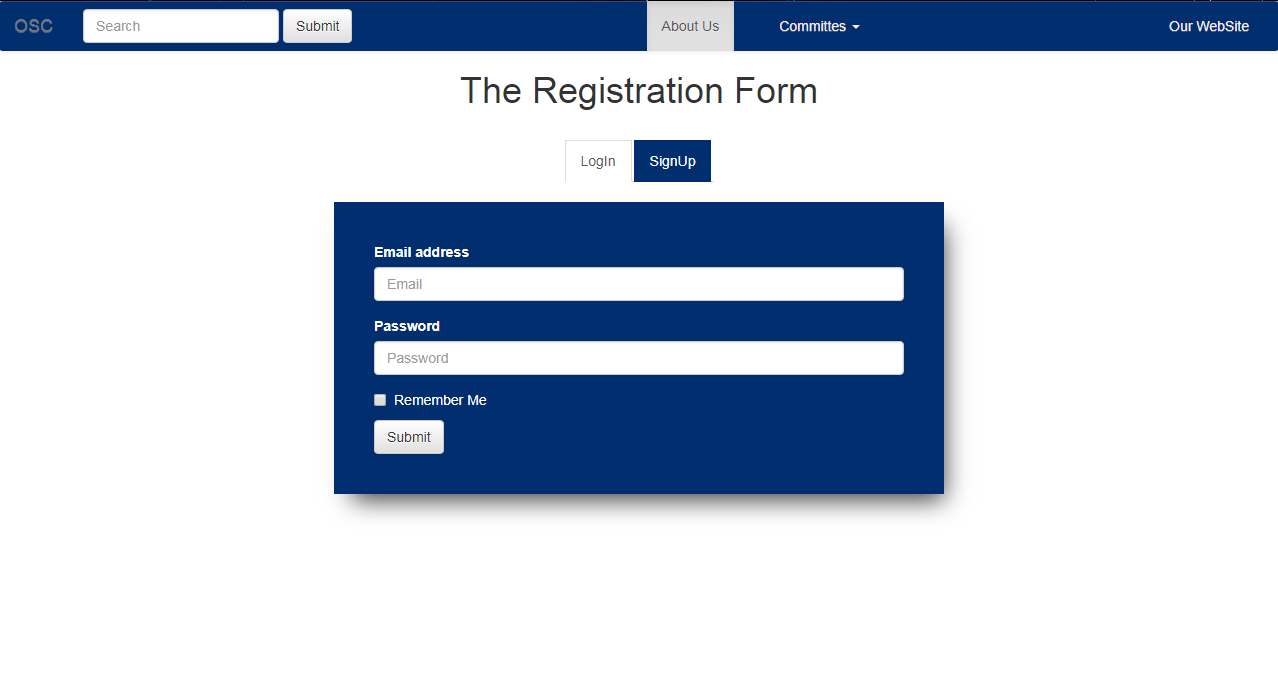 OSC Search Submit About Us Committes Our WebSite
The Registration Form
LogIn SignUp
Email address
Email
Password
Password
Remember Me
Submit